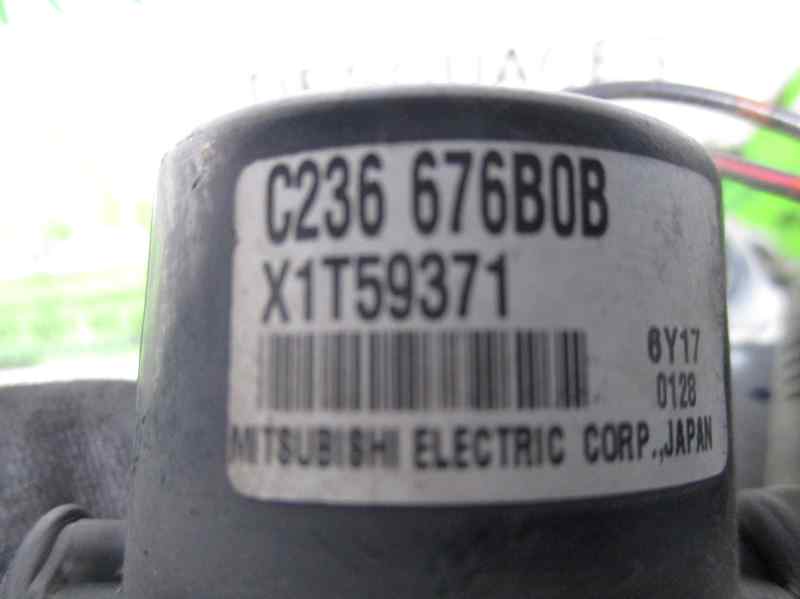 C236 676B0B
X1T59371
6Y17
0128
MITSUBISHI ELECTRIC CORP.,JAPAN